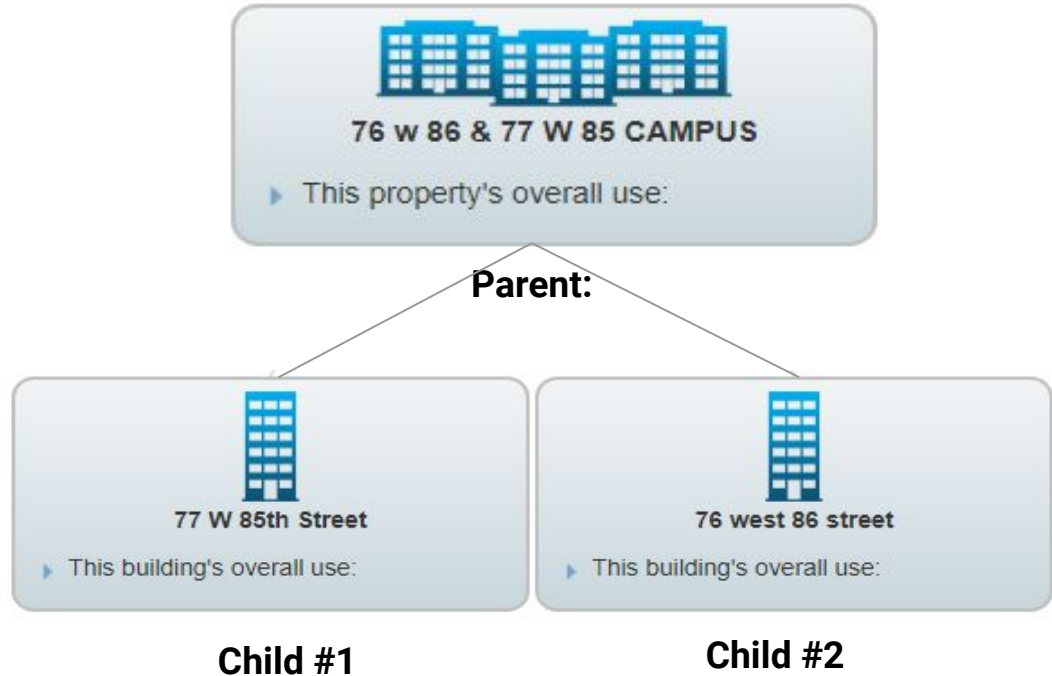 76 w 86 & 77 W 85 CAMPUS
This property's overall use:
Parent:
77 W 85th Street
This building's overall use:
76 west 86 street
This building's overall use:
Child #1
Child #2